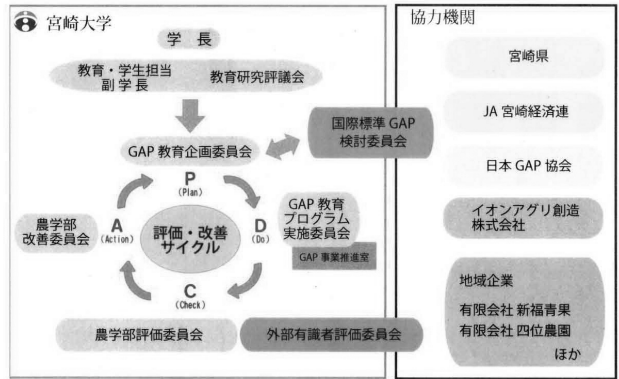 宮崎大学
学 長
教育・学生担当
副 学 長
教育研究評議会
GAP 教育企画委員会
国際標準 GAP
検討委員会
P
(Plan)
農学部
改善委員会
A
(Action)
評価・改善
サイクル
D
(Do)
GAP 教育
プログラム
実施委員会
GAP 事業推進室
C
(Check)
農学部評価委員会
外部有識者評価委員会
協力機関
宮崎県
JA 宮崎経済連
日本 GAP 協会
イオンアグリ創造
株式会社
地域企業
有限会社 新福青果
有限会社 四位農園
ほか